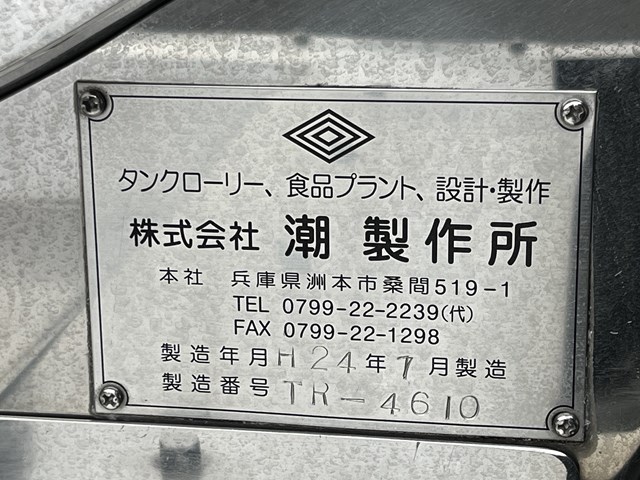 タンクローリー、食品プラント、設計・製作
株式会社 潮 製作所
本社 兵庫県洲本市桑間519-1
TEL 0799-22-2239(代)
FAX 0799-22-1298
製造年月 H24年7月製造
製造番号 TR-4610